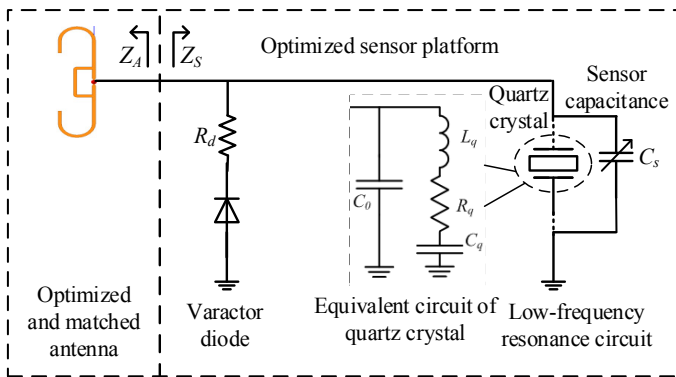 Z_A
Z_S
Optimized sensor platform
Quartz
crystal
Sensor
capacitance
R_d
L_q
C_0
R_q
C_q
C_s
Optimized
and matched
antenna
Varactor
diode
Equivalent circuit of
quartz crystal
Low-frequency
resonance circuit